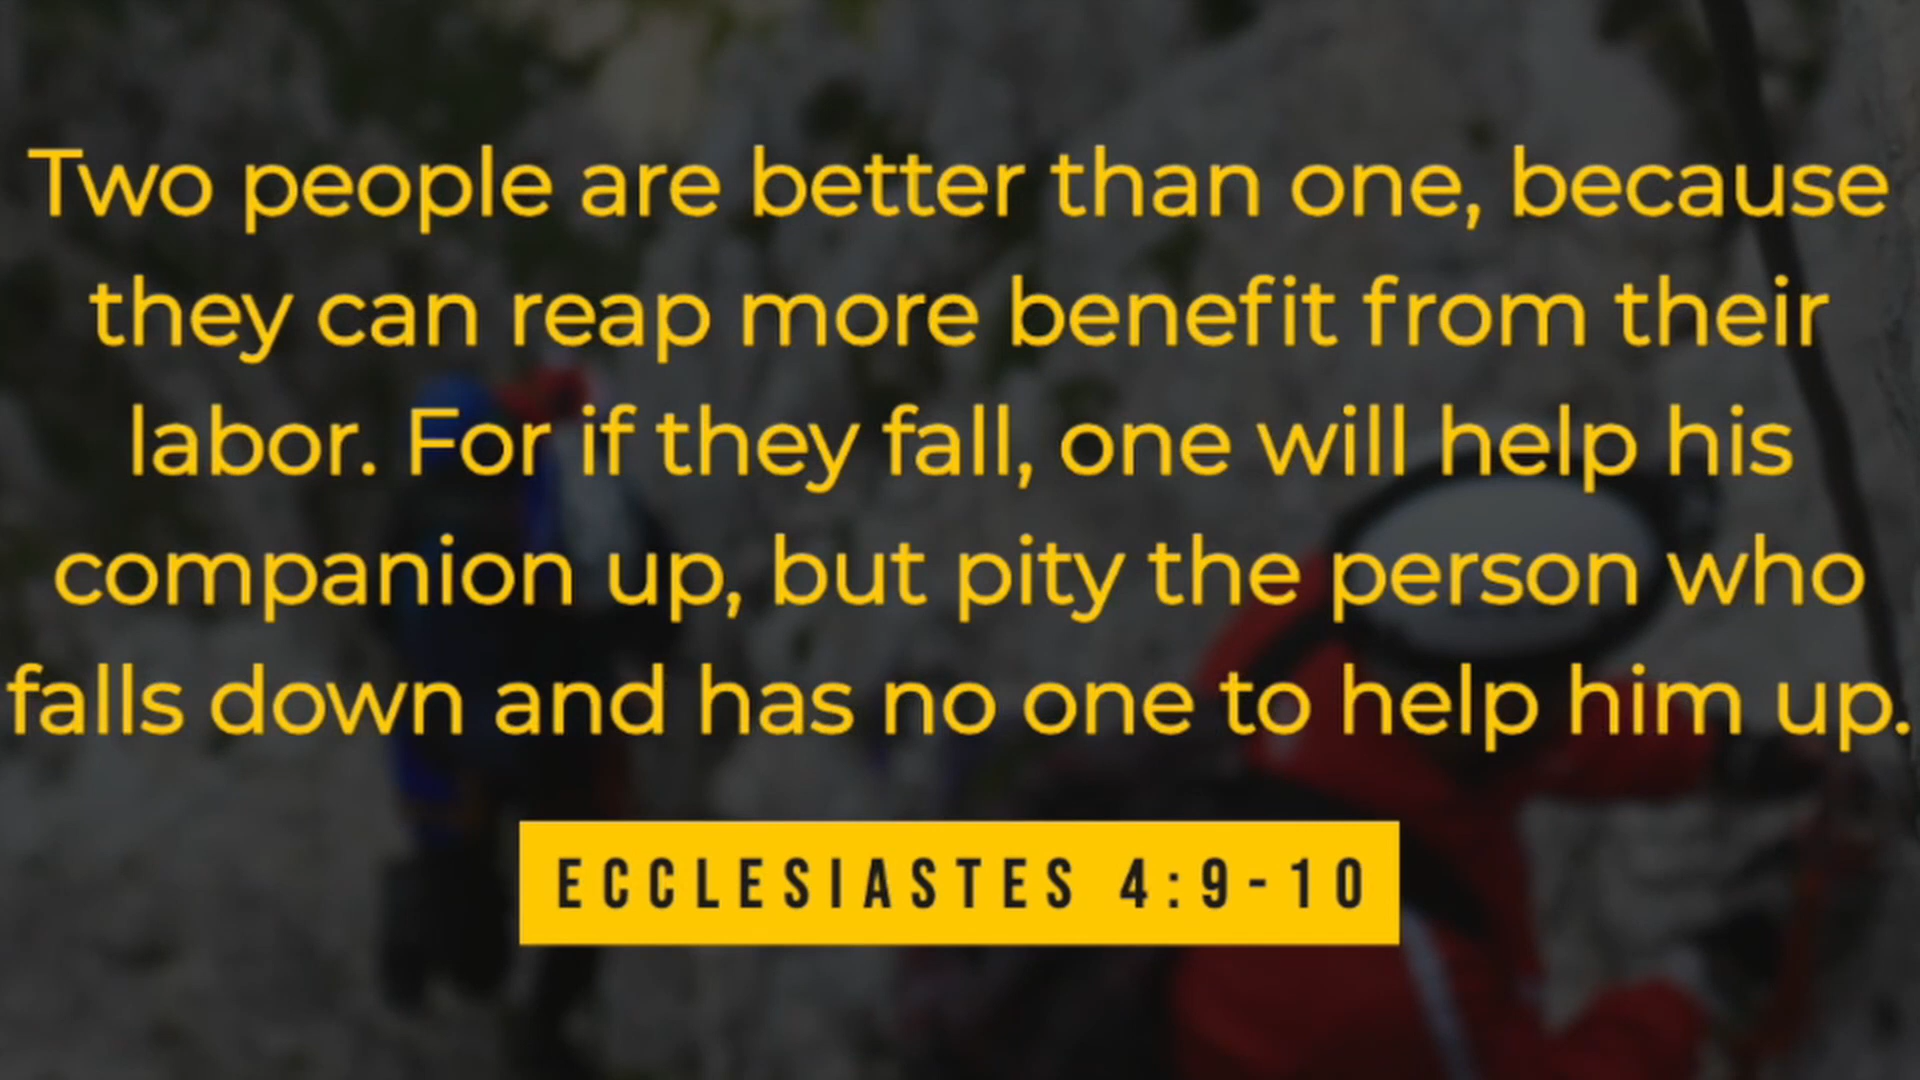 Two people are better than one, because
they can reap more benefit from their
labor. For if they fall, one will help his
companion up, but pity the person who
falls down and has no one to help him up.
ECCLESIASTES 4:9-10